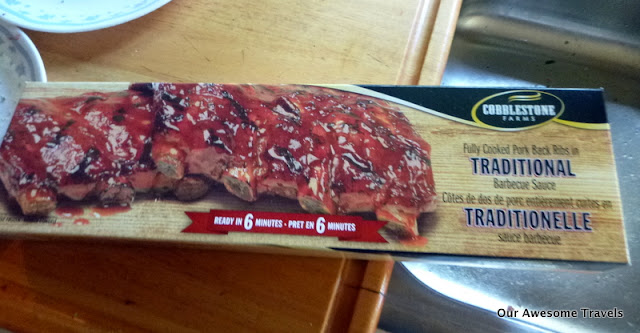 COBBLESTONE
FARMS
Fully Cooked Pork Back Ribs in
TRADITIONAL
Barbecue Sauce
Côtes de dos de porc entièrement cuites en
TRADITIONELLE
sauce barbecue
READY IN 6 MINUTES · PRET EN 6 MINUTES
Our Awesome Travels